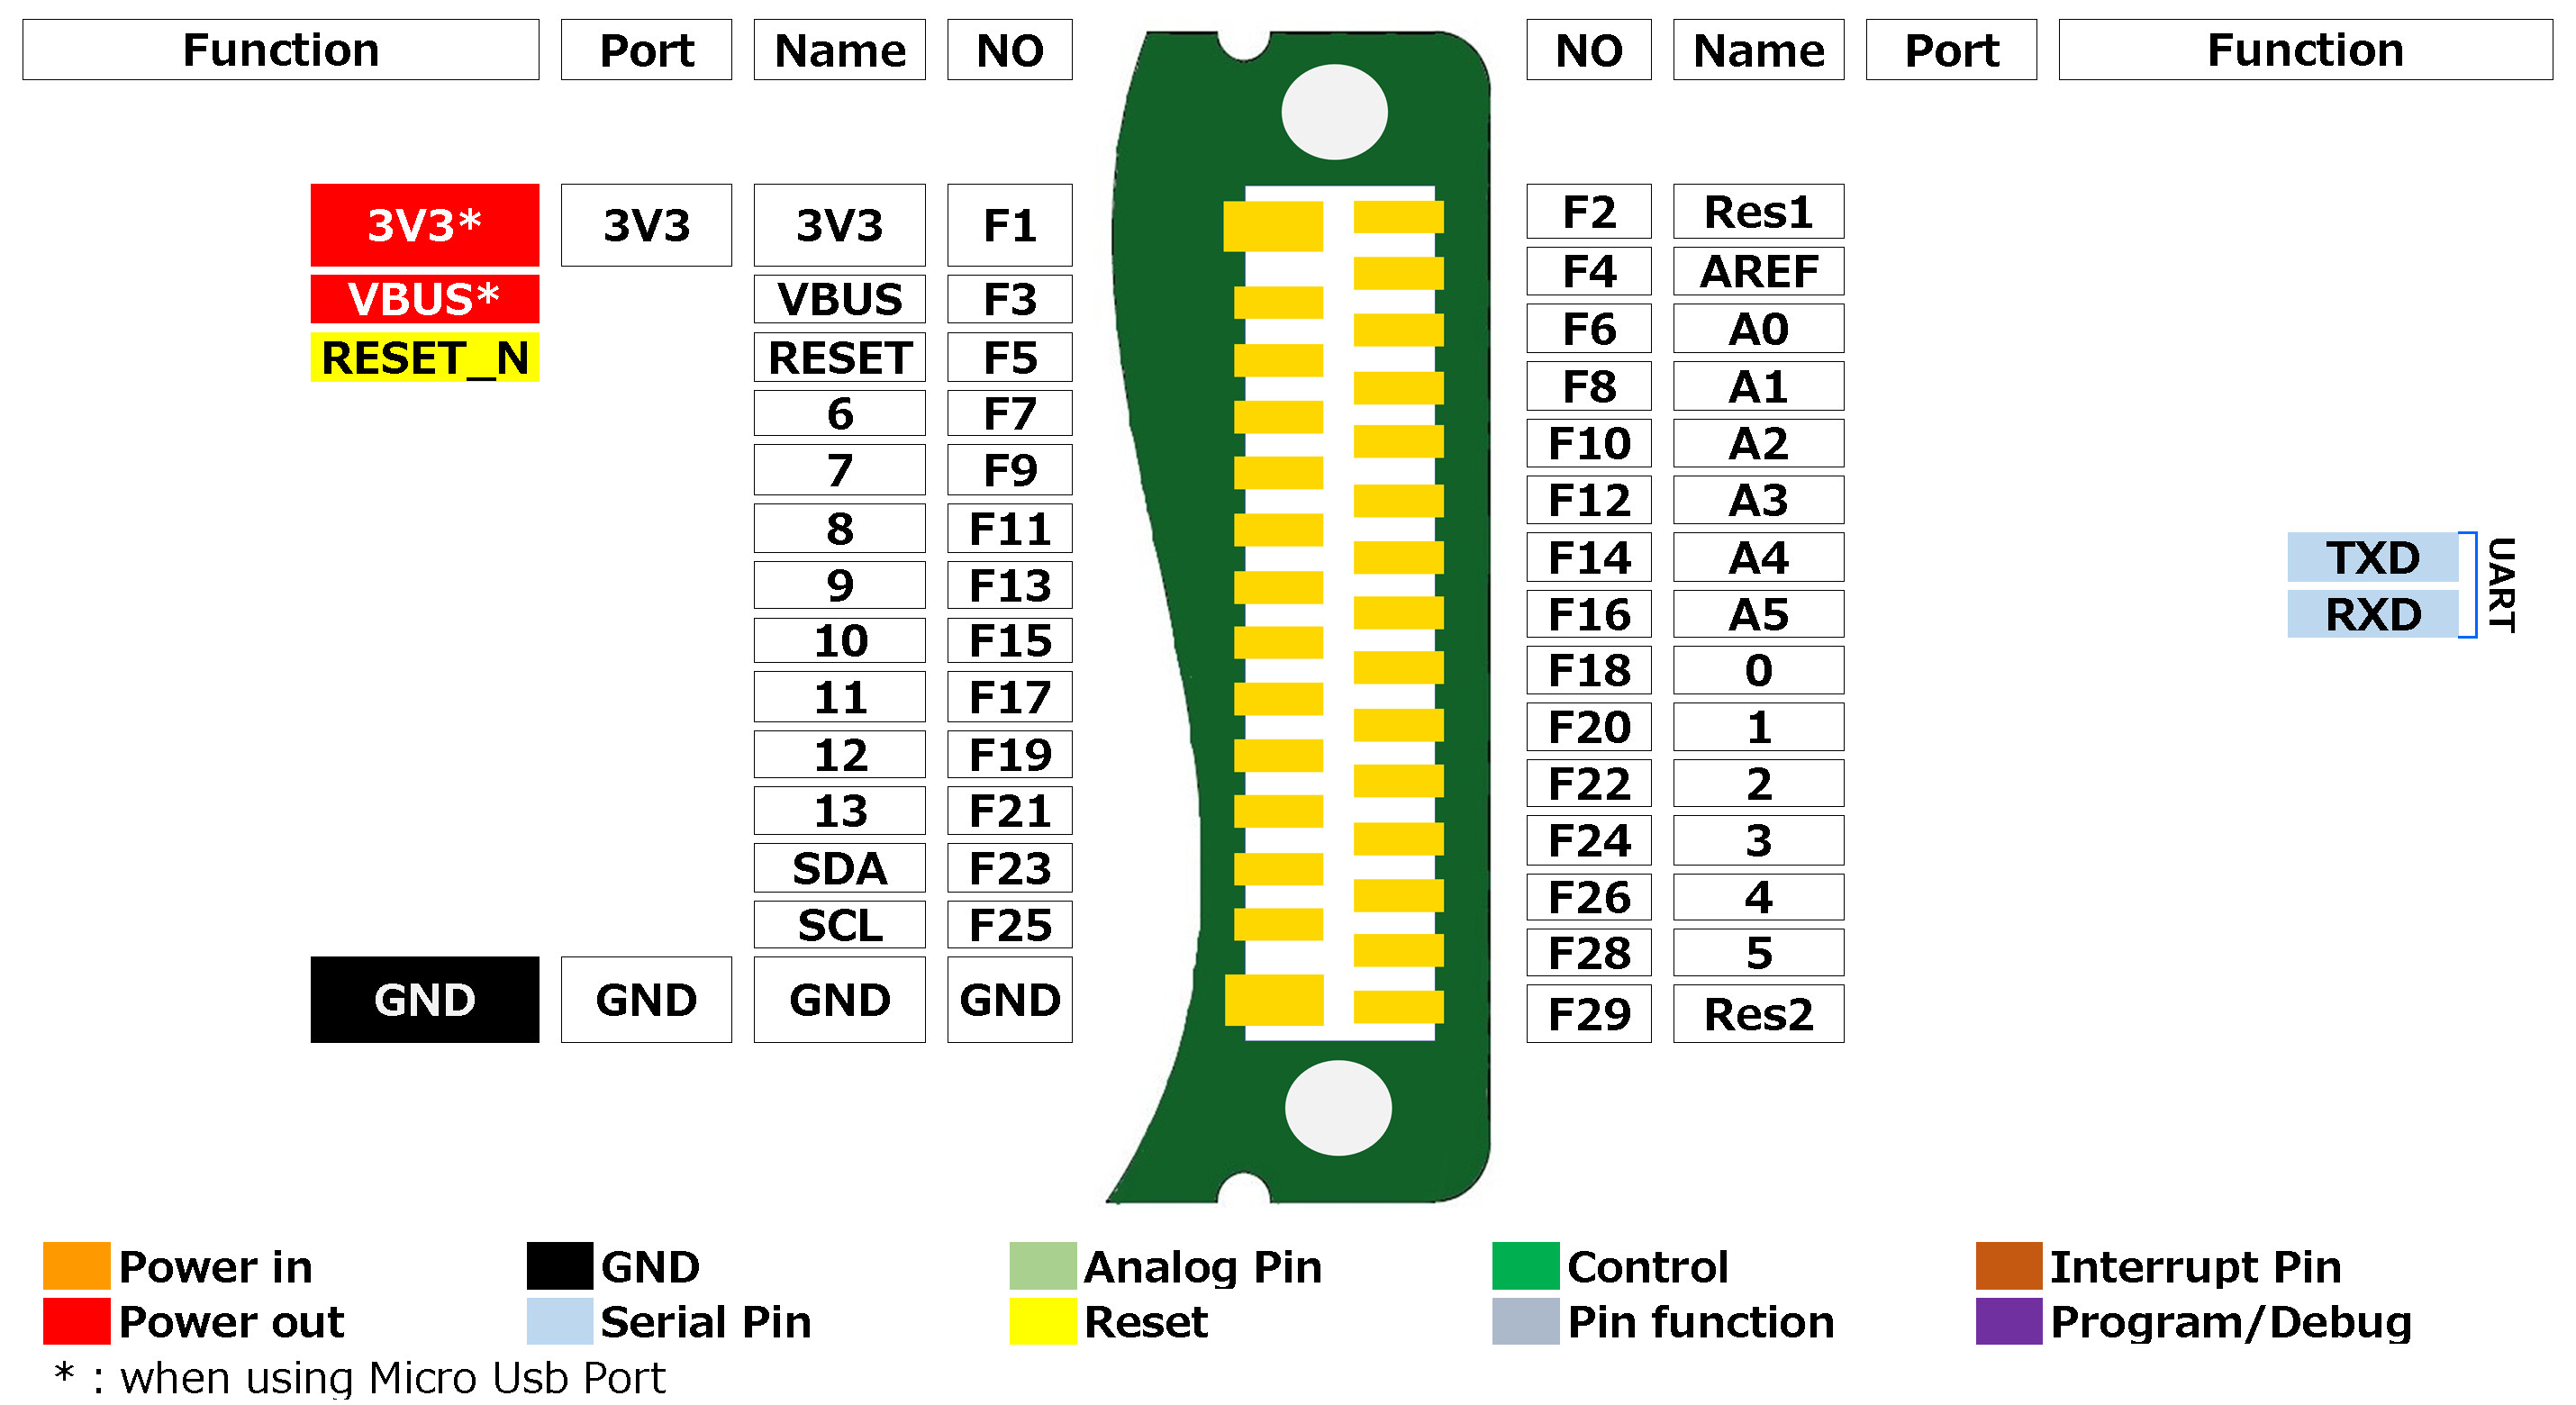 Function Port Name NO NO Name Port Function
3V3* 3V3 3V3 F1 F2 Res1
VBUS* VBUS F3 F4 AREF
RESET_N RESET F5 F6 A0
6 F7 F8 A1
7 F9 F10 A2
8 F11 F12 A3
9 F13 F14 A4 TXD
10 F15 F16 A5 RXD
UART
11 F17 F18 0
12 F19 F20 1
13 F21 F22 2
SDA F23 F24 3
SCL F25 F26 4
F28 5
GND GND GND GND F29 Res2
Power in GND Analog Pin Control Interrupt Pin
Power out Serial Pin Reset Pin function Program/Debug
* : when using Micro Usb Port